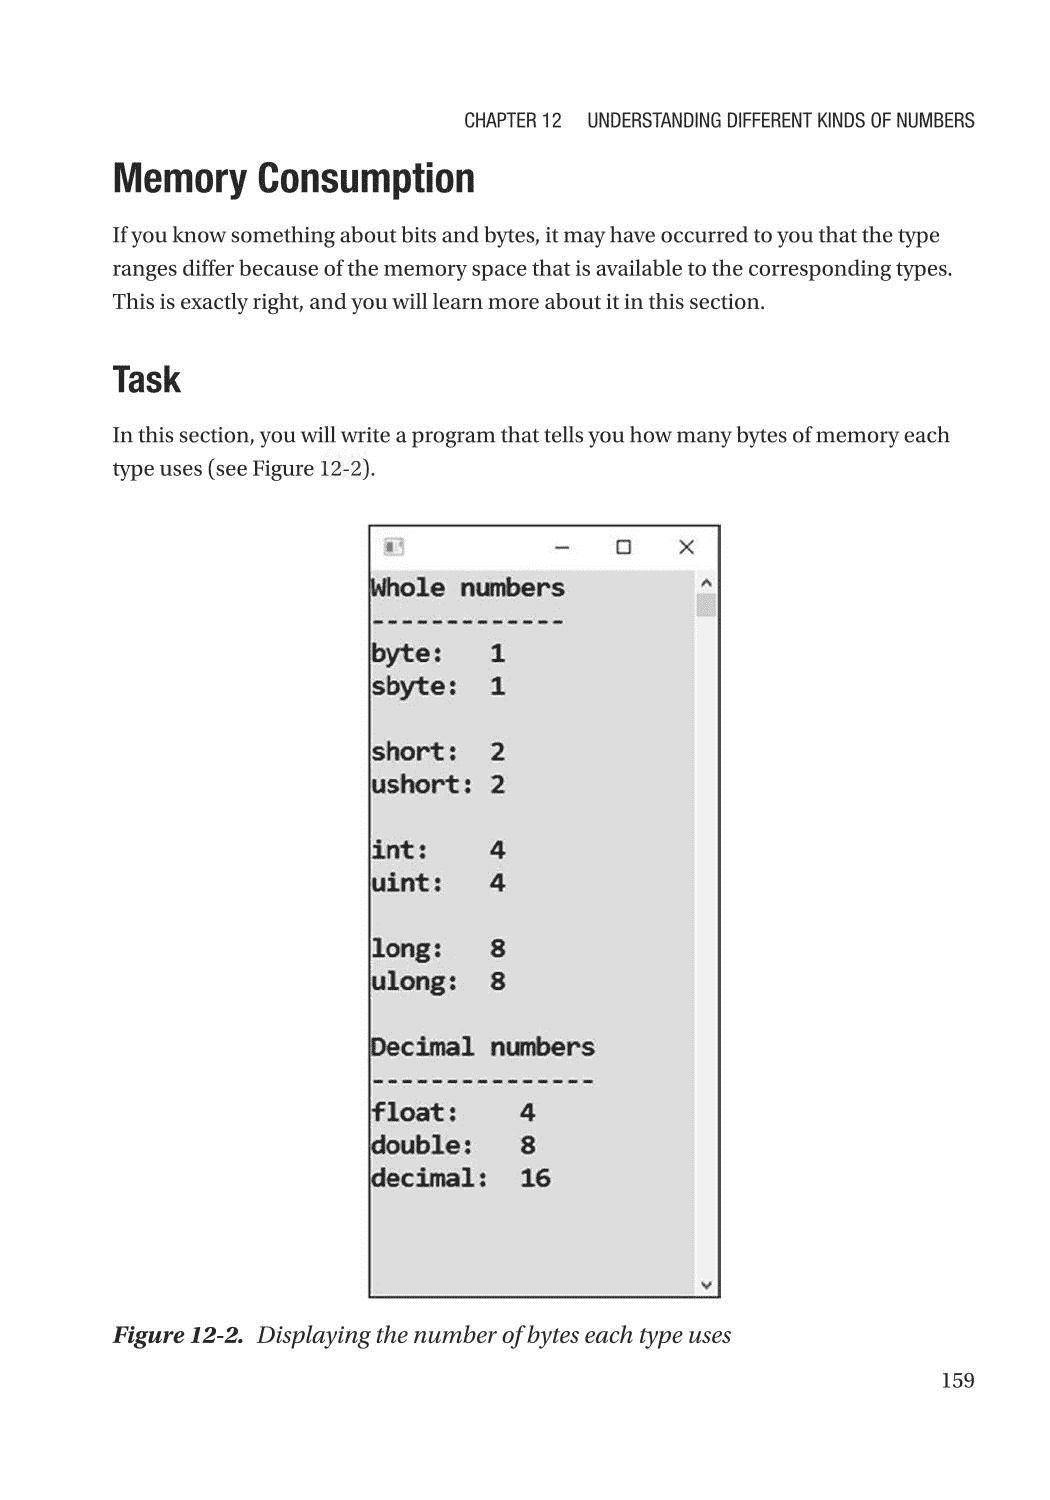 CHAPTER 12 UNDERSTANDING DIFFERENT KINDS OF NUMBERS
Memory Consumption
If you know something about bits and bytes, it may have occurred to you that the type
ranges differ because of the memory space that is available to the corresponding types.
This is exactly right, and you will learn more about it in this section.
Task
In this section, you will write a program that tells you how many bytes of memory each
type uses (see Figure 12-2).
Whole numbers
-------------
byte: 1
sbyte: 1
short: 2
ushort: 2
int: 4
uint: 4
long: 8
ulong: 8
Decimal numbers
---------------
float: 4
double: 8
decimal: 16
Figure 12-2. Displaying the number of bytes each type uses
159